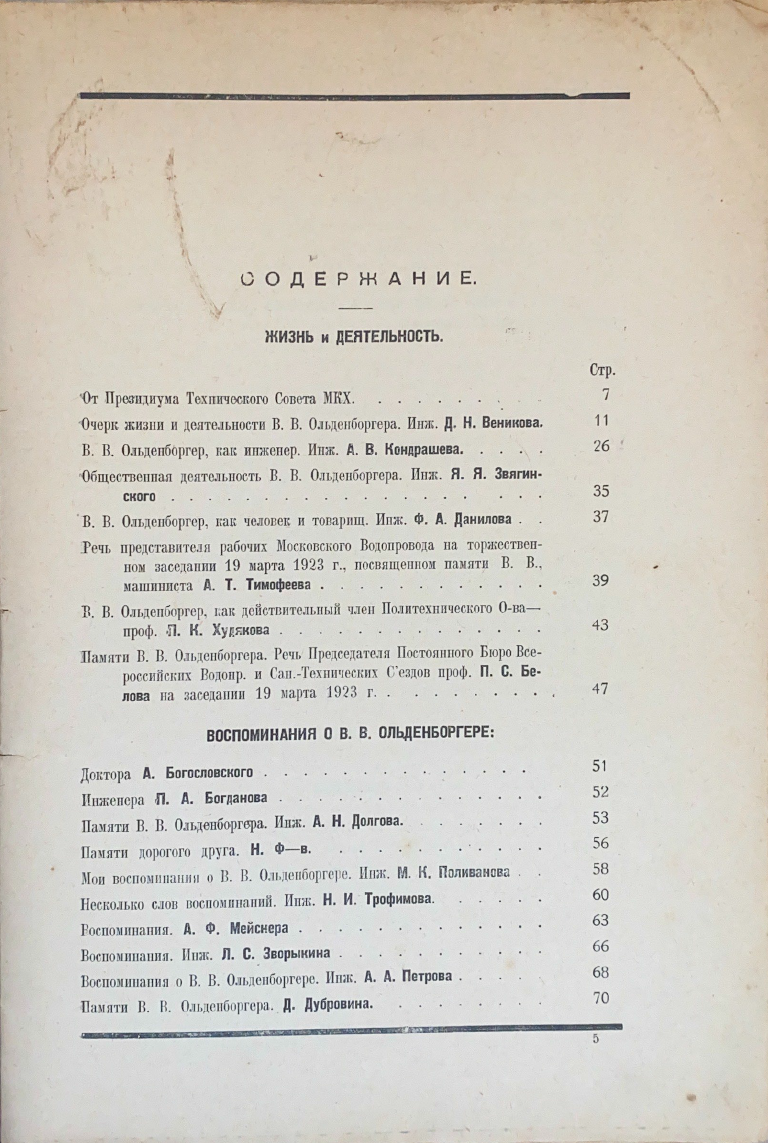 СОДЕРЖАНИЕ.
ЖИЗНЬ и ДЕЯТЕЛЬНОСТЬ.
Стр.
От Президиума Технического Совета МКХ. . . . . . . . . . 7
Очерк жизни и деятельности В. В. Ольденборгера. Инж. Д. Н. Веникова. 11
В. В. Ольденборгер, как инженер. Инж. А. В. Кондрашева. . . . . 26
Общественная деятельность В. В. Ольденборгера. Инж. Я. Я. Звягин-
ского . . . . . . . . . . . . . . . . . 35
В. В. Ольденборгер, как человек и товарищ. Инж. Ф. А. Данилова . . 37
Речь представителя рабочих Московского Водопровода на торжествен-
ном заседании 19 марта 1923 г., посвященном памяти В. В.,
машиниста А. Т. Тимофеева . . . . . . . . . . . . 39
В. В. Ольденборгер, как действительный член Политехнического О-ва—
проф. П. К. Худякова . . . . . . . . . . . . . . 43
Памяти В. В. Ольденборгера. Речь Председателя Постоянного Бюро Все-
российских Водопр. и Сан.-Технических С'ездов проф. П. С. Бе-
лова на заседании 19 марта 1923 г. . . . . . . . . . . 47
ВОСПОМИНАНИЯ О В. В. ОЛЬДЕНБОРГЕРЕ:
Доктора А. Богословского . . . . . . . . . . . . . 51
Инженера П. А. Богданова . . . . . . . . . . . . . 52
Памяти В. В. Ольденборгера. Инж. А. Н. Долгова. . . . . . . . 53
Памяти дорогого друга. Н. Ф—в. . . . . . . . . . . . 56
Мои воспоминания о В. В. Ольденборгере. Инж. М. К. Поливанова . . 58
Несколько слов воспоминаний. Инж. Н. И. Трофимова. . . . . . 60
Воспоминания. А. Ф. Мейснера . . . . . . . . . . . . 63
Воспоминания. Инж. Л. С. Зворыкина . . . . . . . . . . 66
Воспоминания о В. В. Ольденборгере. Инж. А. А. Петрова . . . . . 68
Памяти В. В. Ольденборгера. Д. Дубровина. . . . . . . . . 70
5